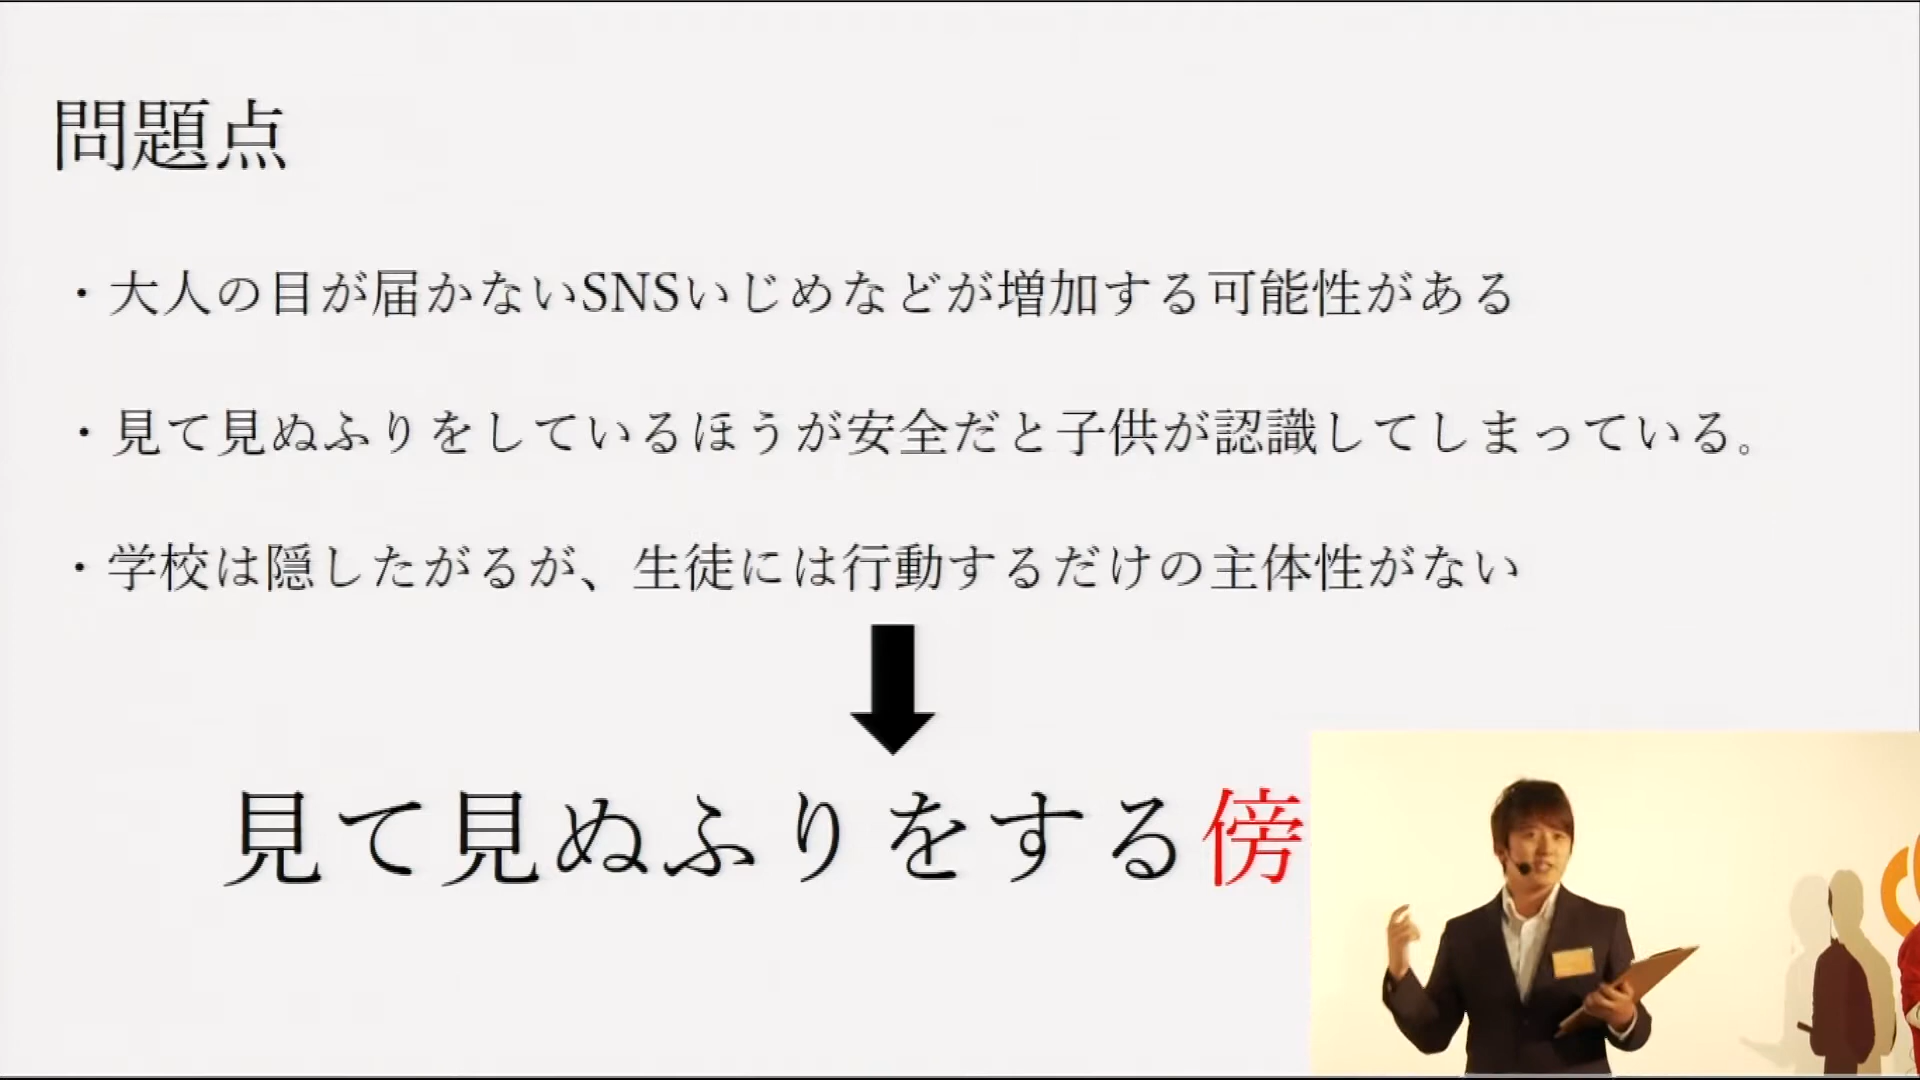 問題点
・大人の目が届かないSNSいじめなどが増加する可能性がある
・見て見ぬふりをしているほうが安全だと子供が認識してしまっている。
・学校は隠したがるが、生徒には行動するだけの主体性がない
見て見ぬふりをする傍